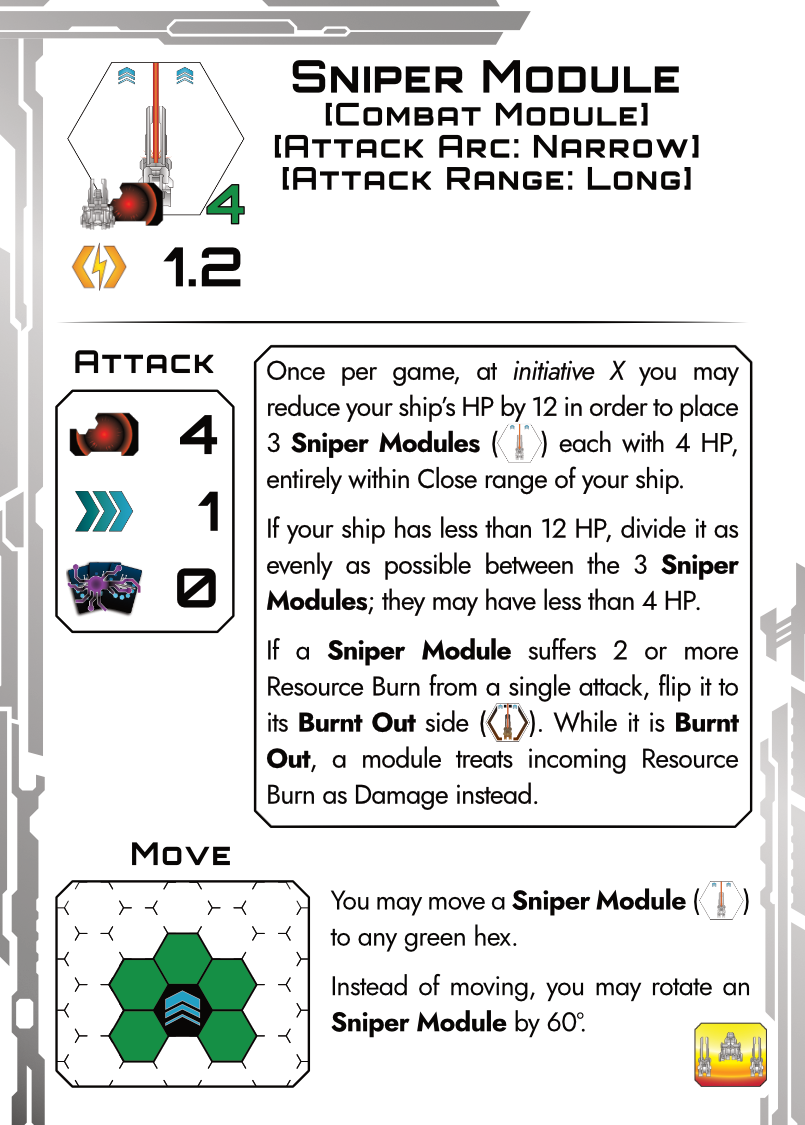 Sniper Module
[Combat Module]
[Attack Arc: Narrow]
[Attack Range: Long]
4
1.2
Attack
4
1
0
Once per game, at initiative X you may
reduce your ship's HP by 12 in order to place
3 Sniper Modules ( ) each with 4 HP,
entirely within Close range of your ship.
If your ship has less than 12 HP, divide it as
evenly as possible between the 3 Sniper
Modules; they may have less than 4 HP.
If a Sniper Module suffers 2 or more
Resource Burn from a single attack, flip it to
its Burnt Out side ( ). While it is Burnt
Out, a module treats incoming Resource
Burn as Damage instead.
Move
You may move a Sniper Module ( )
to any green hex.
Instead of moving, you may rotate an
Sniper Module by 60°.